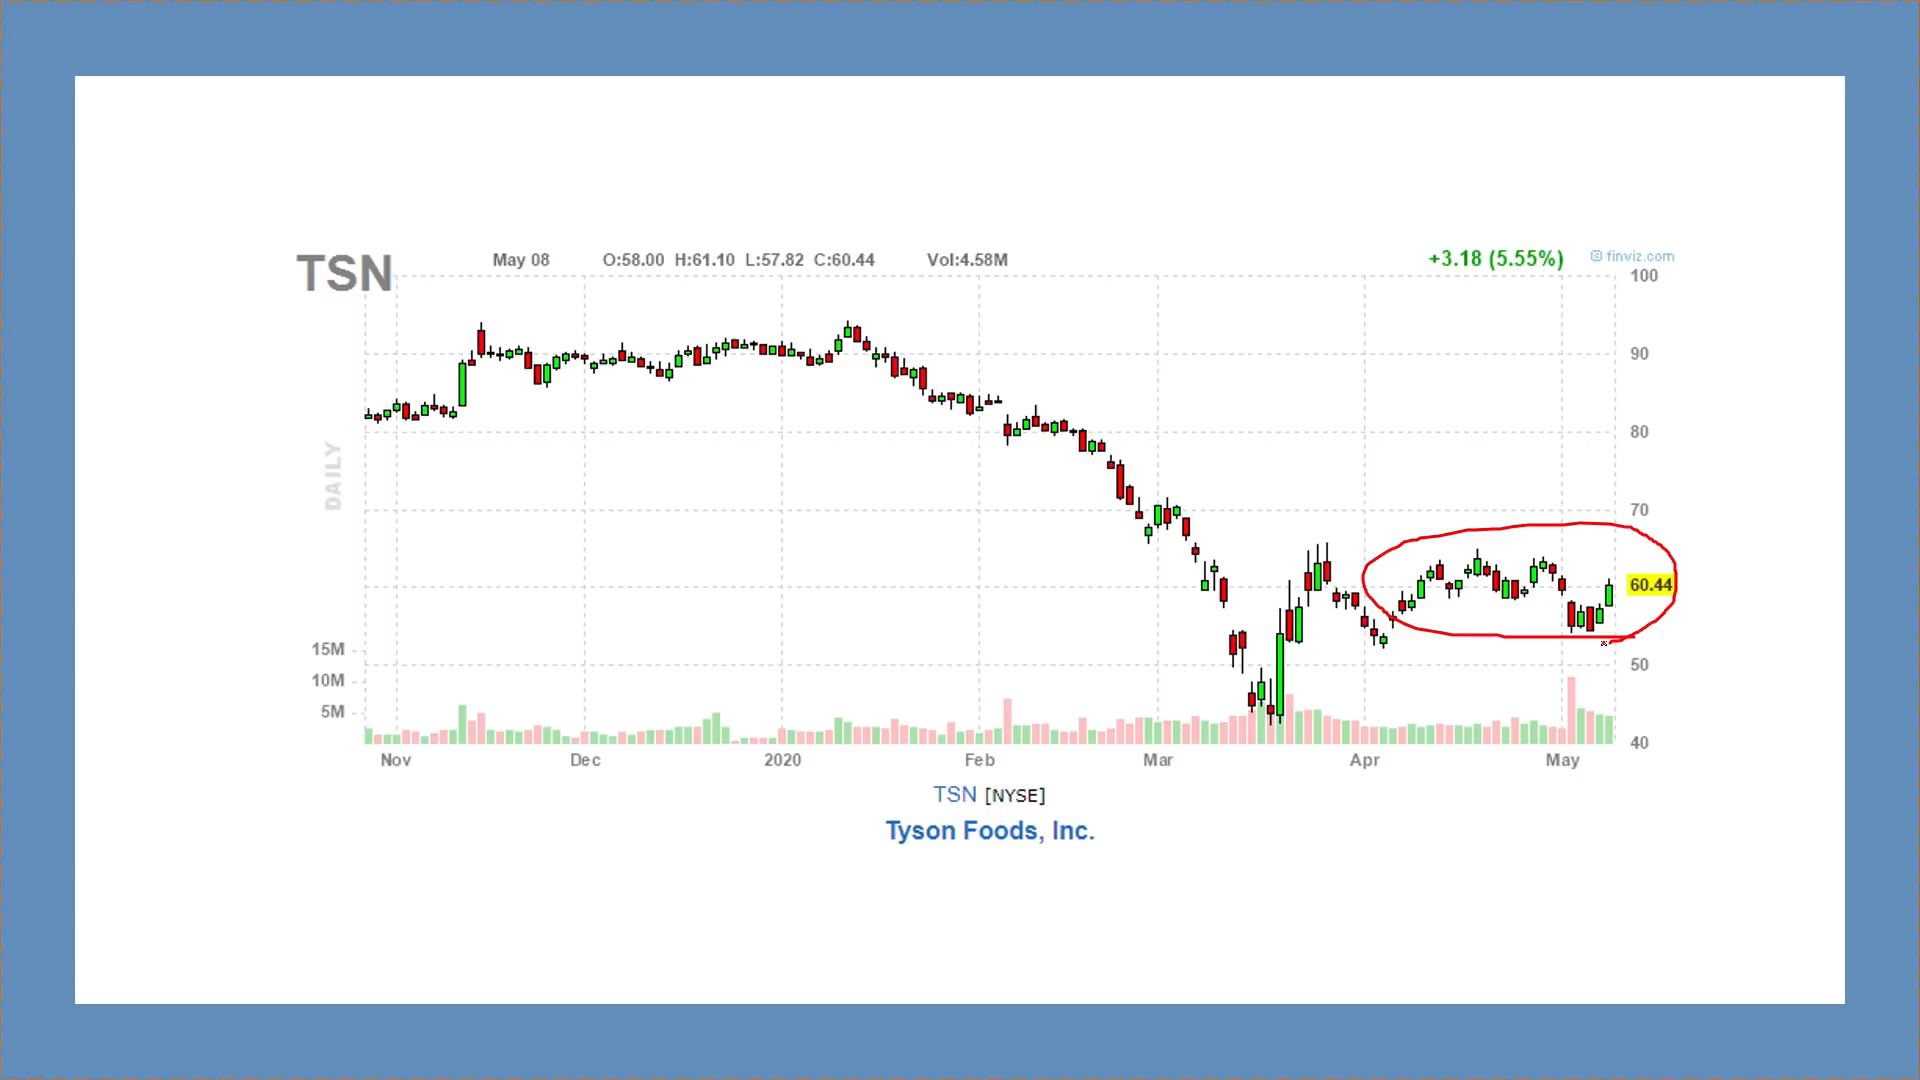 TSN May 08 O:58.00 H:61.10 L:57.82 C:60.44 Vol:4.58M +3.18 (5.55%) © finviz.com
100
90
80
DAILY
70
60.44
15M
50
10M
5M
40
Nov Dec 2020 Feb Mar Apr May
TSN [NYSE]
Tyson Foods, Inc.